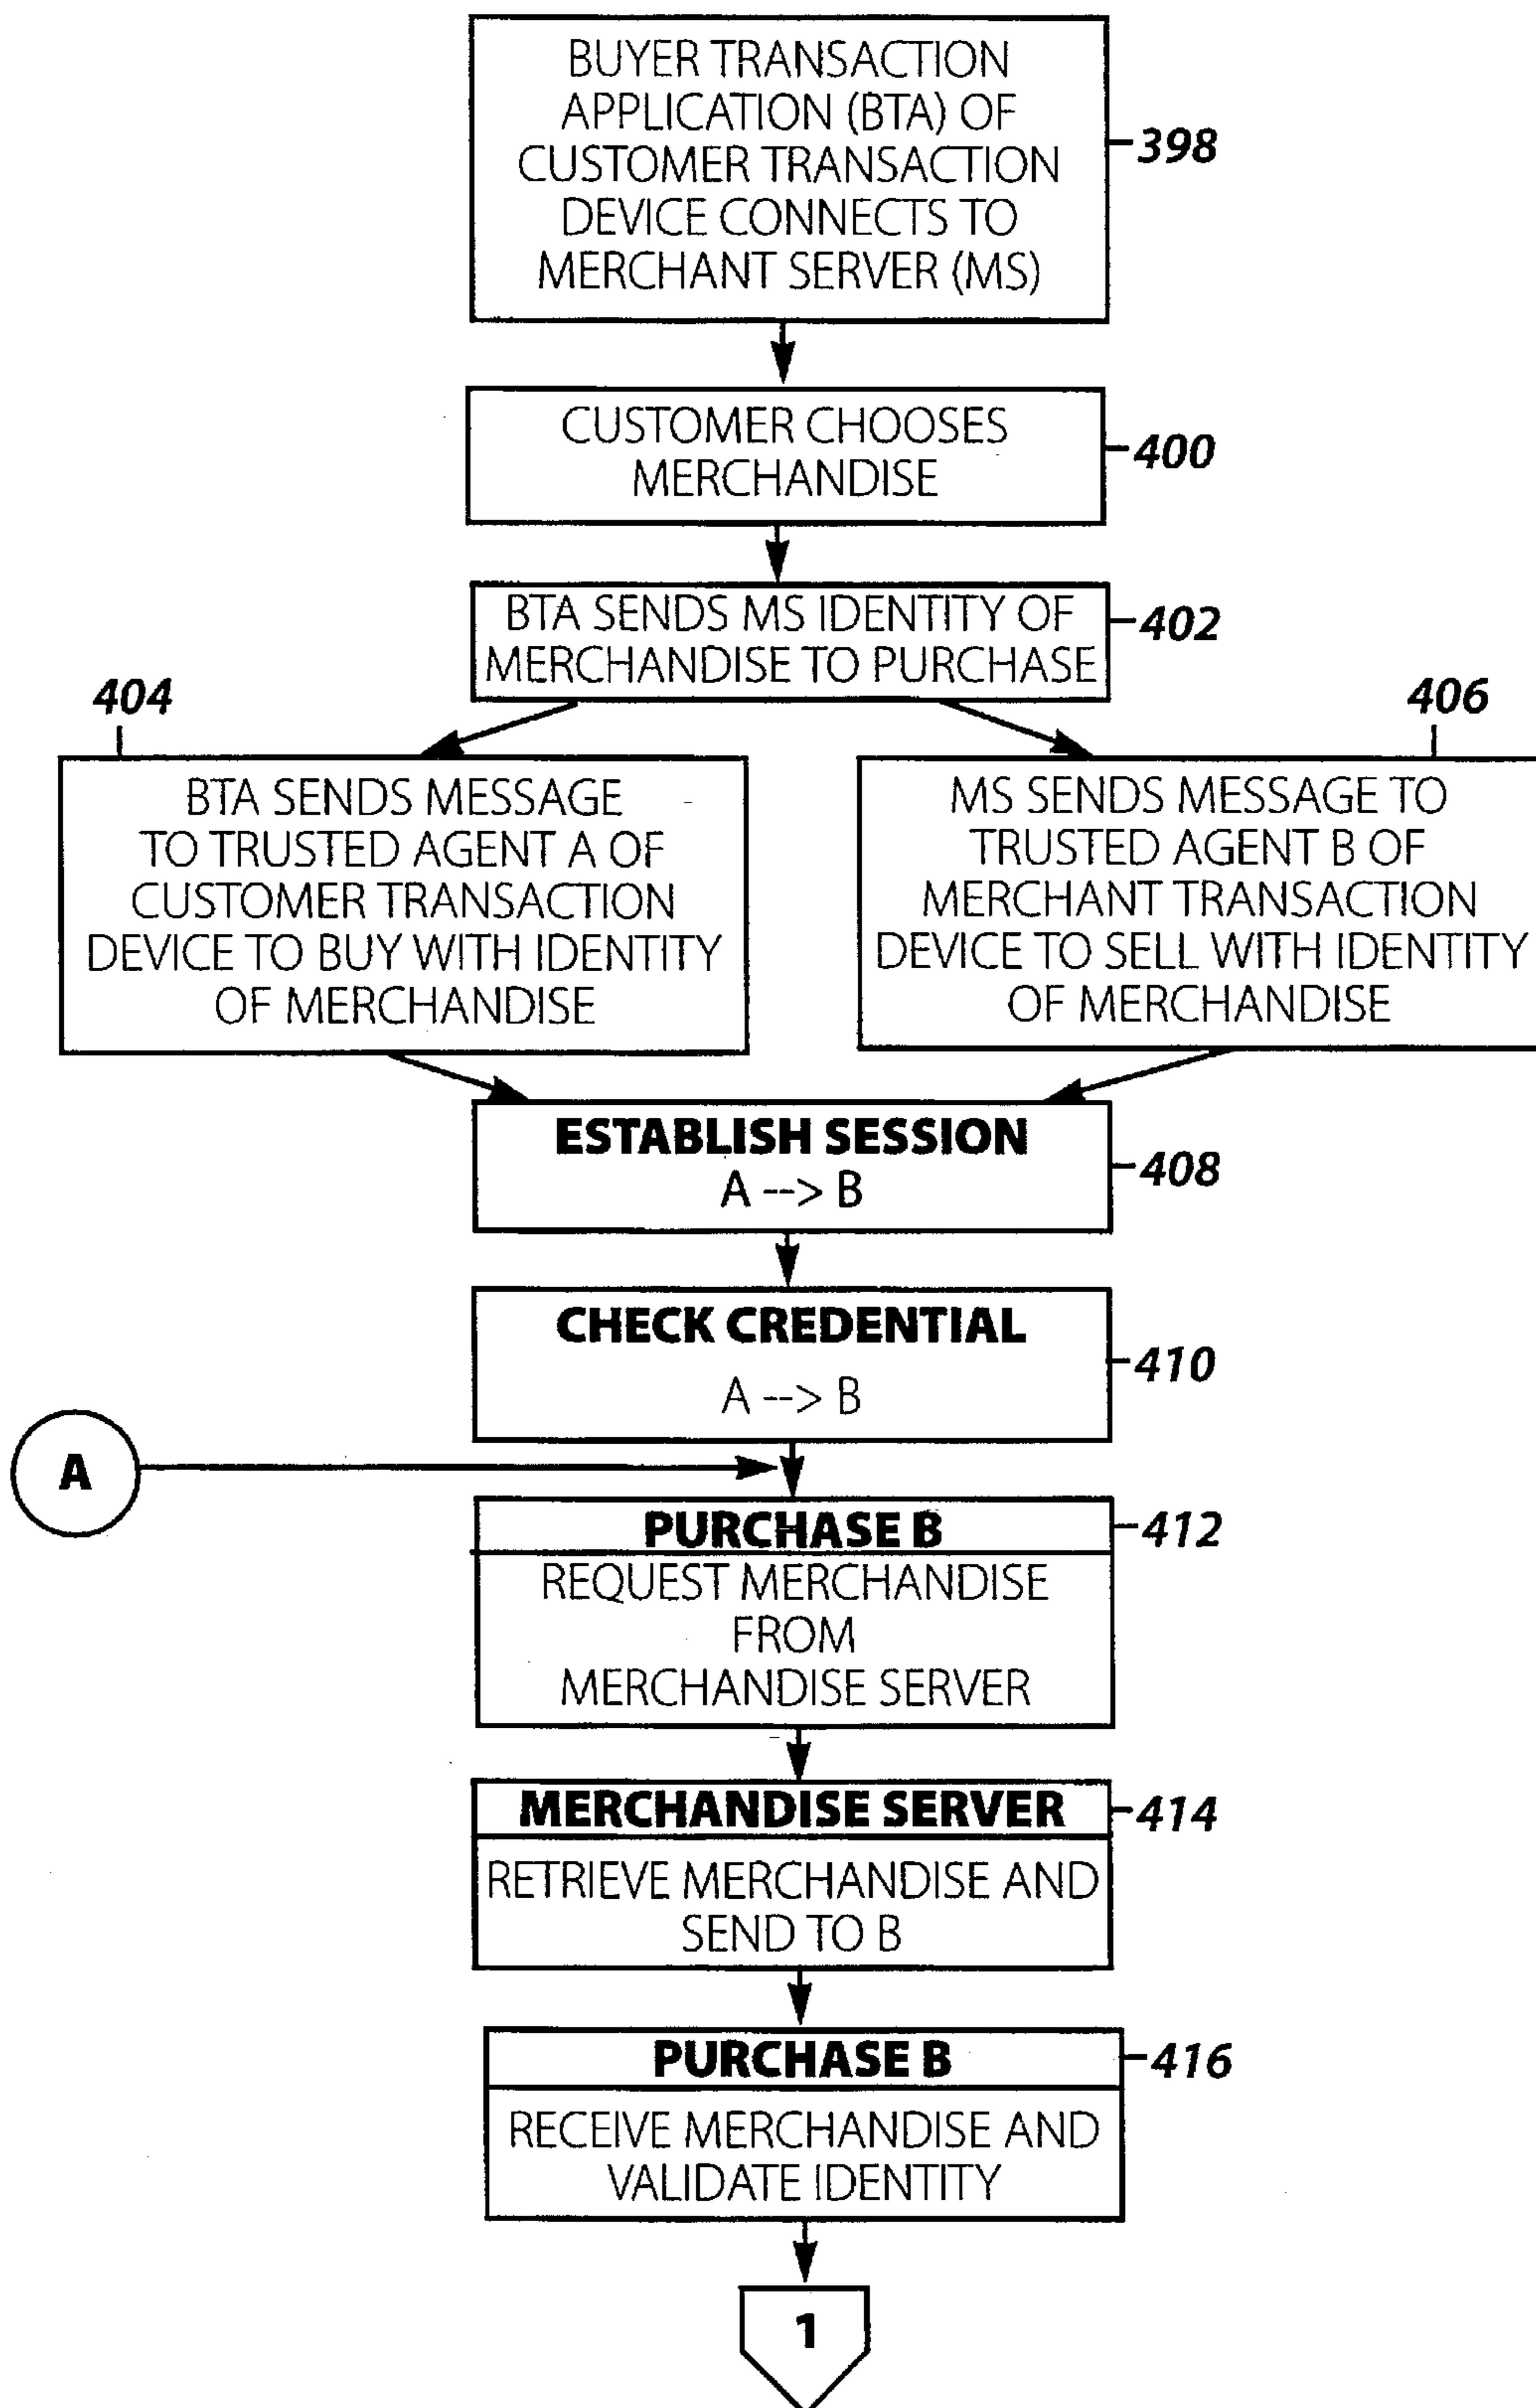 BUYER TRANSACTION
APPLICATION (BTA) OF
CUSTOMER TRANSACTION
DEVICE CONNECTS TO
MERCHANT SERVER (MS)
398
CUSTOMER CHOOSES
MERCHANDISE
400
BTA SENDS MS IDENTITY OF
MERCHANDISE TO PURCHASE
402
404
BTA SENDS MESSAGE
TO TRUSTED AGENT A OF
CUSTOMER TRANSACTION
DEVICE TO BUY WITH IDENTITY
OF MERCHANDISE
406
MS SENDS MESSAGE TO
TRUSTED AGENT B OF
MERCHANT TRANSACTION
DEVICE TO SELL WITH IDENTITY
OF MERCHANDISE
ESTABLISH SESSION
A --> B
408
CHECK CREDENTIAL
A --> B
410
A
PURCHASE B
412
REQUEST MERCHANDISE
FROM
MERCHANDISE SERVER
MERCHANDISE SERVER
414
RETRIEVE MERCHANDISE AND
SEND TO B
PURCHASE B
416
RECEIVE MERCHANDISE AND
VALIDATE IDENTITY
1